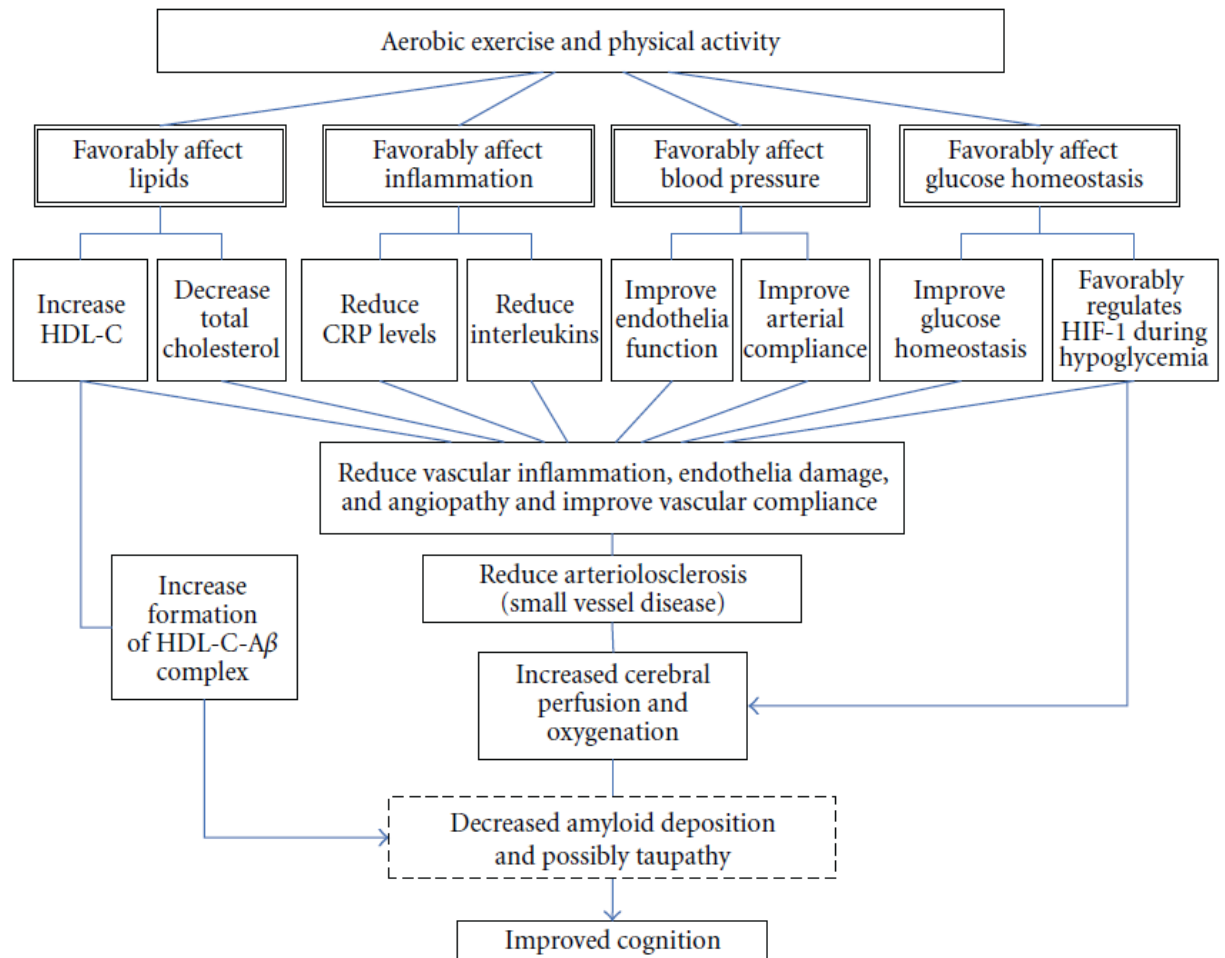 Aerobic exercise and physical activity
Favorably affect
lipids
Favorably affect
inflammation
Favorably affect
blood pressure
Favorably affect
glucose homeostasis
Increase
HDL-C
Decrease
total
cholesterol
Reduce
CRP levels
Reduce
interleukins
Improve
endothelia
function
Improve
arterial
compliance
Improve
glucose
homeostasis
Favorably
regulates
HIF-1 during
hypoglycemia
Reduce vascular inflammation, endothelia damage,
and angiopathy and improve vascular compliance
Reduce arteriolosclerosis
(small vessel disease)
Increase
formation
of HDL-C-Aβ
complex
Increased cerebral
perfusion and
oxygenation
Decreased amyloid deposition
and possibly taupathy
Improved cognition